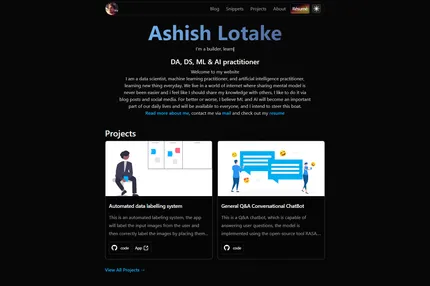 Blog Snippets Projects About Résumé
Ashish Lotake
I'm a builder. learn
DA, DS, ML & AI practitioner
Welcome to my website
I am a data scientist, machine learning practitioner, and artificial intelligence practitioner,
learning new thing everyday. We live in a world of internet where sharing mental model is
never been easier and i feel like I should share my knowledge with others, I like to do it via
blog posts and social media. For better or worse, I believe ML and AI will become an important
part of our daily lives and will be available to everyone, and I intend to steer this boat.
Read more about me, contact me via mail and check out my resume
Projects
Automated data labelling system
This is an automated labeling system, the app
will label the input images from the user and
then correctly label the images by placing them...
code App
General Q&A Conversational ChatBot
This is a Q&A chatbot, which is capable of
answering user questions, the model is
implemented using the open source tool RASA,...
code
View All Projects →